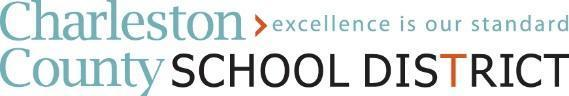 Charleston > excellence is our standard
County SCHOOL DISTRICT